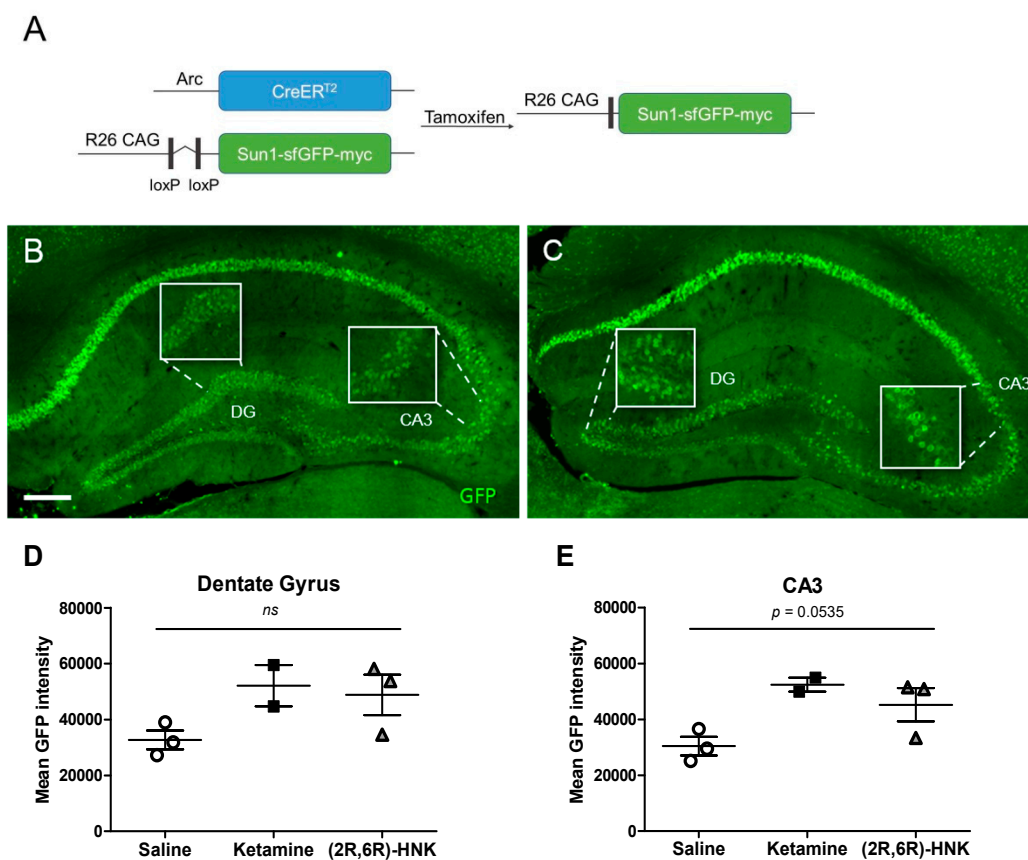 A
Arc
CreERT2
R26 CAG
Sun1-sfGFP-myc
loxP loxP
Tamoxifen
R26 CAG
Sun1-sfGFP-myc
B
DG
CA3
GFP
C
DG
CA3
D
Dentate Gyrus
ns
Mean GFP intensity
80000
60000
40000
20000
0
Saline Ketamine (2R,6R)-HNK
E
CA3
p = 0.0535
Mean GFP intensity
80000
60000
40000
20000
0
Saline Ketamine (2R,6R)-HNK